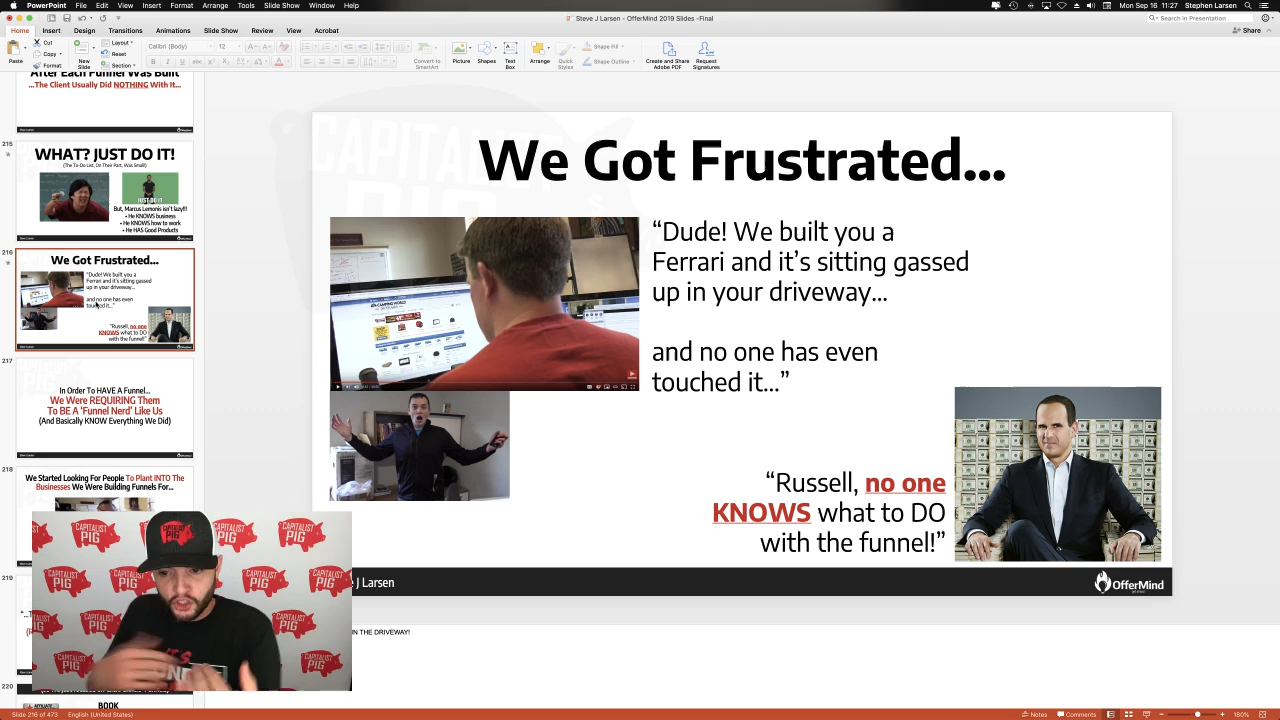 PowerPoint File Edit View Insert Format Arrange Tools Slide Show Window Help
Mon Sep 16 11:27 Stephen Larsen
Steve J Larsen - OfferMind 2019 Slides -Final
Search in Presentation
Home Insert Design Transitions Animations Slide Show Review View Acrobat
Share
Paste
Cut
Copy
Format
New
Slide
Layout
Reset
Section
Calibri (Body)
12
Convert to
SmartArt
Picture
Shapes
Text
Box
Arrange
Quick
Styles
Shape Fill
Shape Outline
Create and Share
Adobe PDF
Request
Signatures
After Each Funnel Was Built
...The Client Usually Did NOTHING With It...
215
WHAT? JUST DO IT!
(The To-Do List, On Their Part, Was Small!)
JUST DO IT
But, Marcus Lemonis isn't lazy!!!
• He KNOWS business
• He KNOWS how to work
• He HAS Good Products
216
We Got Frustrated...
"Dude! We built you a
Ferrari and it's sitting gassed
up in your driveway...
and no one has even
touched it..."
"Russell, no one
KNOWS what to DO
with the funnel!"
217
In Order To HAVE A Funnel...
We Were REQUIRING Them
To BE A 'Funnel Nerd' Like Us
(And Basically KNOW Everything We Did)
218
We Started Looking For People To Plant INTO The
Businesses We Were Building Funnels For...
219
220
BOOK
We Got Frustrated...
“Dude! We built you a
Ferrari and it’s sitting gassed
up in your driveway...
and no one has even
touched it...”
CAMPING WORLD
“Russell, no one
KNOWS what to DO
with the funnel!”
e J Larsen
OfferMind
IN THE DRIVEWAY!
CAPITALIST
PIG
Slide 216 of 473 English (United States)
Notes Comments 180%